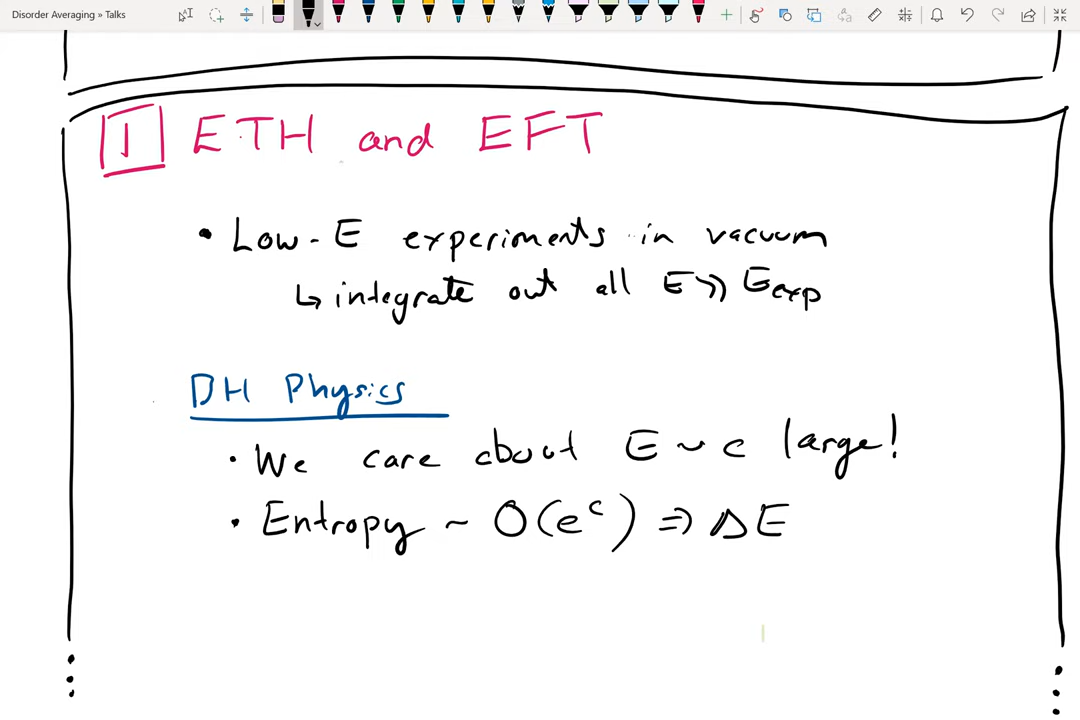 Disorder Averaging » Talks
1 ETH and EFT
• Low-E experiments in vacuum
↳ integrate out all E >> Eexp
BH Physics
• We care about E ~ c large!
• Entropy ~ O(e^c) ⇒ ΔE